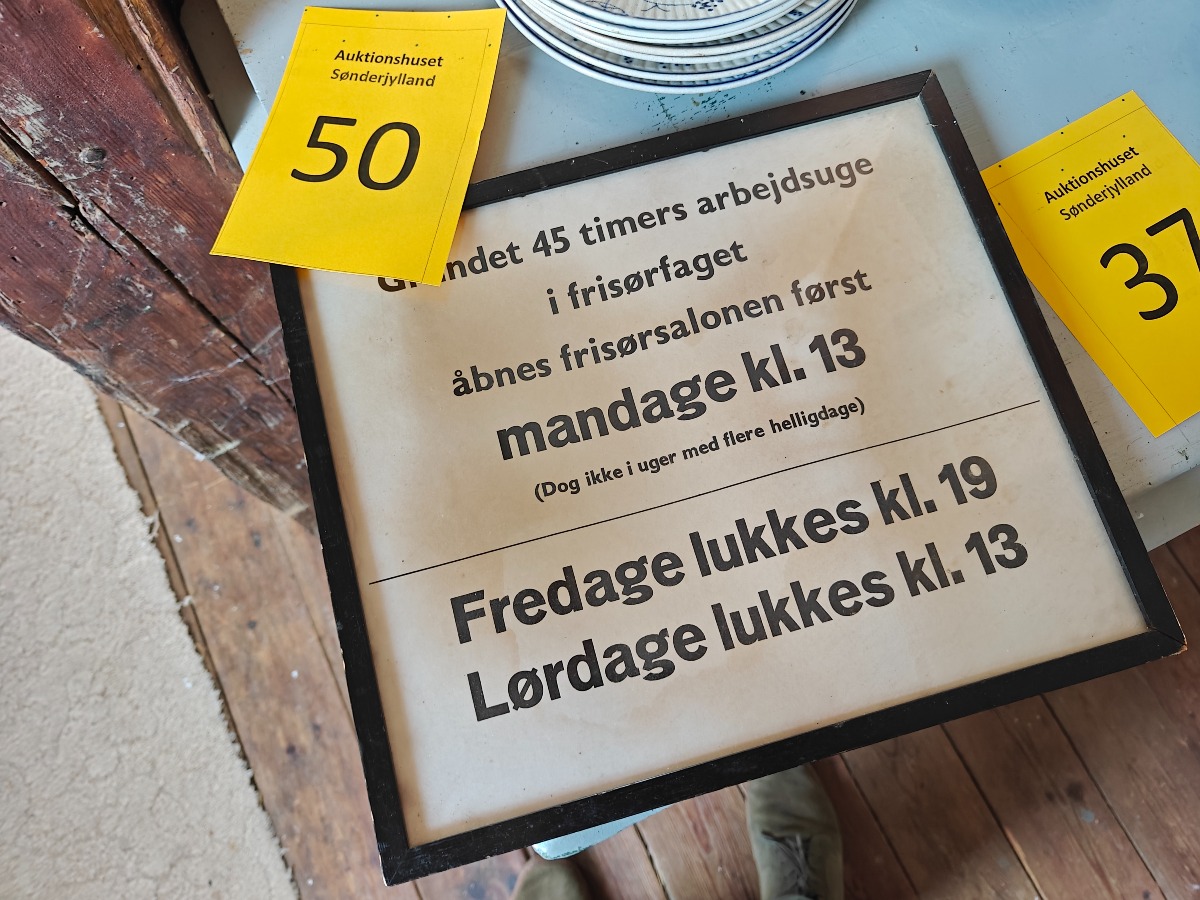 Auktionshuset
Sønderjylland
50
45 timers arbejdsuge
i frisørfaget
åbnes frisørsalonen først
mandage kl. 13
(Dog ikke i uger med flere helligdage)
Fredage lukkes kl. 19
Lørdage lukkes kl. 13
Auktionshuset
Sønderjylland
37